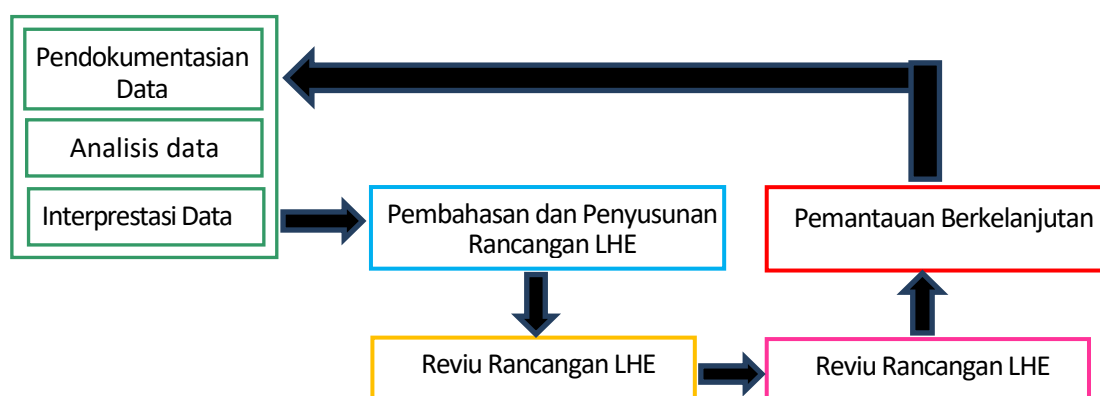 Pendokumentasian
Data
Analisis data
Interprestasi Data
Pembahasan dan Penyusunan
Rancangan LHE
Reviu Rancangan LHE
Reviu Rancangan LHE
Pemantauan Berkelanjutan